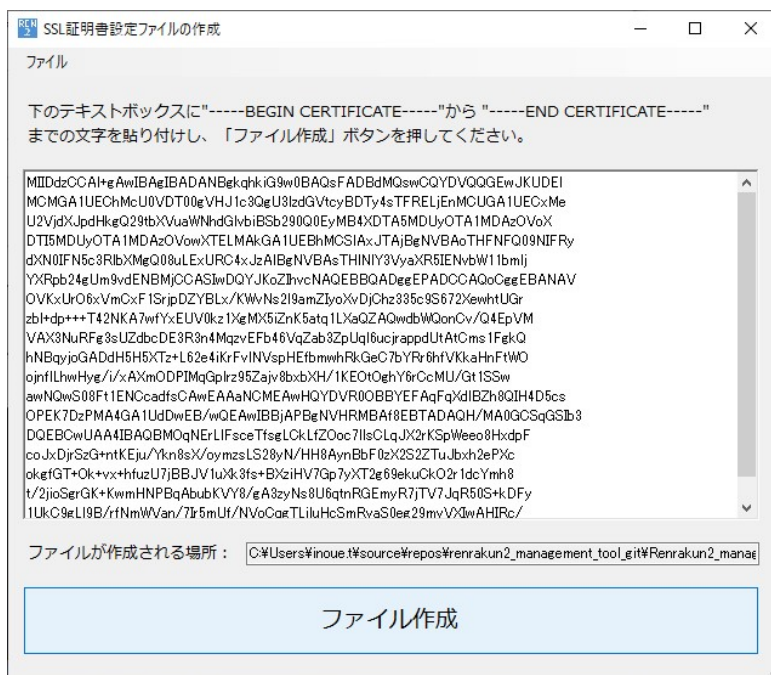 REN
2
SSL証明書設定ファイルの作成
ファイル
下のテキストボックスに"-----BEGIN CERTIFICATE-----"から "-----END CERTIFICATE-----"
までの文字を貼り付けし、「ファイル作成」ボタンを押してください。
MIIDdzCCAl+gAwIBAgIBADANBgkqhkiG9w0BAQsFADBdMQswCQYDVQQGEwJKUDEl
MCMGA1UEChMcU0VDT00gVHJ1c3QgU3lzdGVtcyBDTy4sTFRELjEnMCUGA1UECxMe
U2VjdXJpdHkgQ29tbXVuaWNhdGlvbiBSb290Q0EyMB4XDTA5MDUyOTA1MDAzOVoX
DTI5MDUyOTA1MDAzOVowXTELMAkGA1UEBhMCSlAxJTAjBgNVBAoTHFNFQ09NIFRy
dXN0IFN5c3RlbXMgQ08uLExURC4xJzAlBgNVBAsTHlNlY3VyaXR5IENvbW11bmlj
YXRpb24gUm9vdENBMjCCASIwDQYJKoZIhvcNAQEBBQADggEPADCCAQoCggEBANAV
OVKxUrO6xVmCxF1SrjpDZYBLx/KWvNs2l9amZIyoXvDjChz335c9S672XewhtUGr
zbl+dp+++T42NKA7wfYxEUV0kz1XgMX5iZnK5atq1LXaQZAQwdbWQonCv/Q4EpVM
VAX3NuRFg3sUZdbcDE3R3n4MqzvEFb46VqZab3ZpUql6ucjrappdUtAtCms1FgkQ
hNBqyjoGADdH5H5XTz+L62e4iKrFvlNVspHEfbmwhRkGeC7bYRr6hfVKkaHnFtWO
ojnflLhwHyg/i/xAXmODPIMqGplrz95Zajv8bxbXH/1KEOtOghY6rCcMU/Gt1SSw
awNQwS08Ft1ENCcadfsCAwEAAaNCMEAwHQYDVR0OBBYEFAqFqXdlBZh8QIH4D5cs
OPEK7DzPMA4GA1UdDwEB/wQEAwIBBjAPBgNVHRMBAf8EBTADAQH/MA0GCSqGSIb3
DQEBCwUAA4IBAQBMOqNErLlFsceTfsgLCkLfZOoc7llsCLqJX2rKSpWeeo8HxdpF
coJxDjrSzG+ntKEju/Ykn8sX/oymzsLS28yN/HH8AynBbF0zX2S2ZTuJbxh2ePXc
okgfGT+Ok+vx+hfuzU7jBBJV1uXk3fs+BXziHV7Gp7yXT2g69ekuCkO2r1dcYmh8
t/2jioSgrGK+KwmHNPBqAbubKVY8/gA3zyNs8U6qtnRGEmyR7jTV7JqR50S+kDFy
1UkC9gLl9B/rfNmWVan/7Ir5mUf/NVoCqgTLiluHcSmRvaS0eg29mvVXIwAHIRc/
ファイルが作成される場所：
C:¥Users¥inoue.t¥source¥repos¥renrakun2_management_tool_git¥Renrakun2_manag
ファイル作成